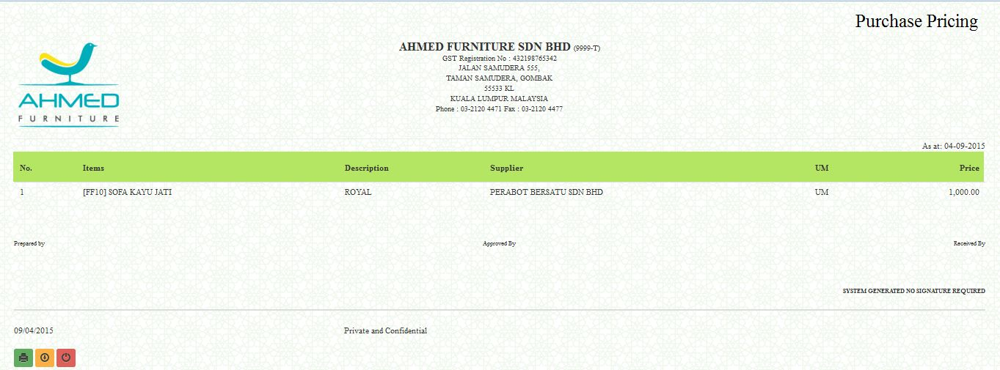 Purchase Pricing
AHMED FURNITURE SDN BHD (9999-T)
GST Registration No : 432198765342
JALAN SAMUDERA 555,
TAMAN SAMUDERA, GOMBAK
55533 KL
KUALA LUMPUR MALAYSIA
Phone : 03-2120 4471 Fax : 03-2120 4477
AHMED
FURNITURE
As at: 04-09-2015
No. Items Description Supplier UM Price
1 [FF10] SOFA KAYU JATI ROYAL PERABOT BERSATU SDN BHD UM 1,000.00
Prepared by Approved By Received By
SYSTEM GENERATED NO SIGNATURE REQUIRED
09/04/2015 Private and Confidential